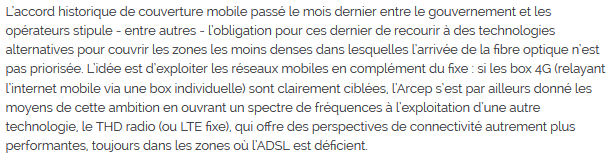 L'accord historique de couverture mobile passé le mois dernier entre le gouvernement et les
opérateurs stipule - entre autres - l'obligation pour ces dernier de recourir à des technologies
alternatives pour couvrir les zones les moins denses dans lesquelles l'arrivée de la fibre optique n'est
pas priorisée. L'idée est d'exploiter les réseaux mobiles en complément du fixe : si les box 4G (relayant
l'internet mobile via une box individuelle) sont clairement ciblées, l'Arcep s'est par ailleurs donné les
moyens de cette ambition en ouvrant un spectre de fréquences à l'exploitation d'une autre
technologie, le THD radio (ou LTE fixe), qui offre des perspectives de connectivité autrement plus
performantes, toujours dans les zones où l'ADSL est déficient.